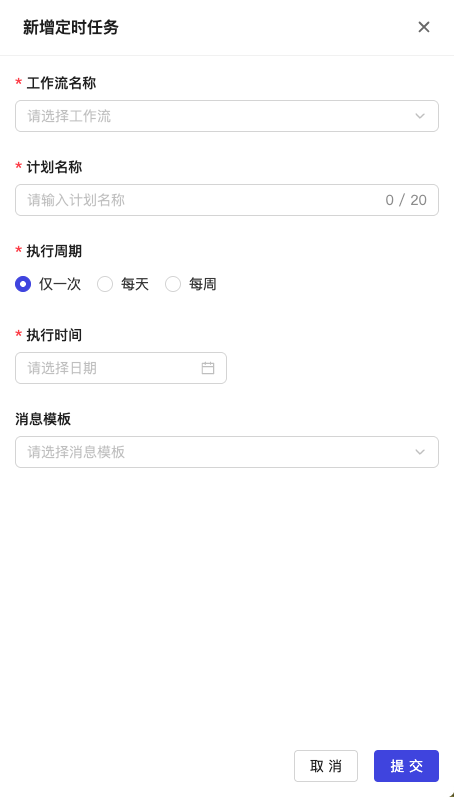 新增定时任务
* 工作流名称
请选择工作流
* 计划名称
请输入计划名称 0 / 20
* 执行周期
仅一次 每天 每周
* 执行时间
请选择日期
消息模板
请选择消息模板
取 消 提 交